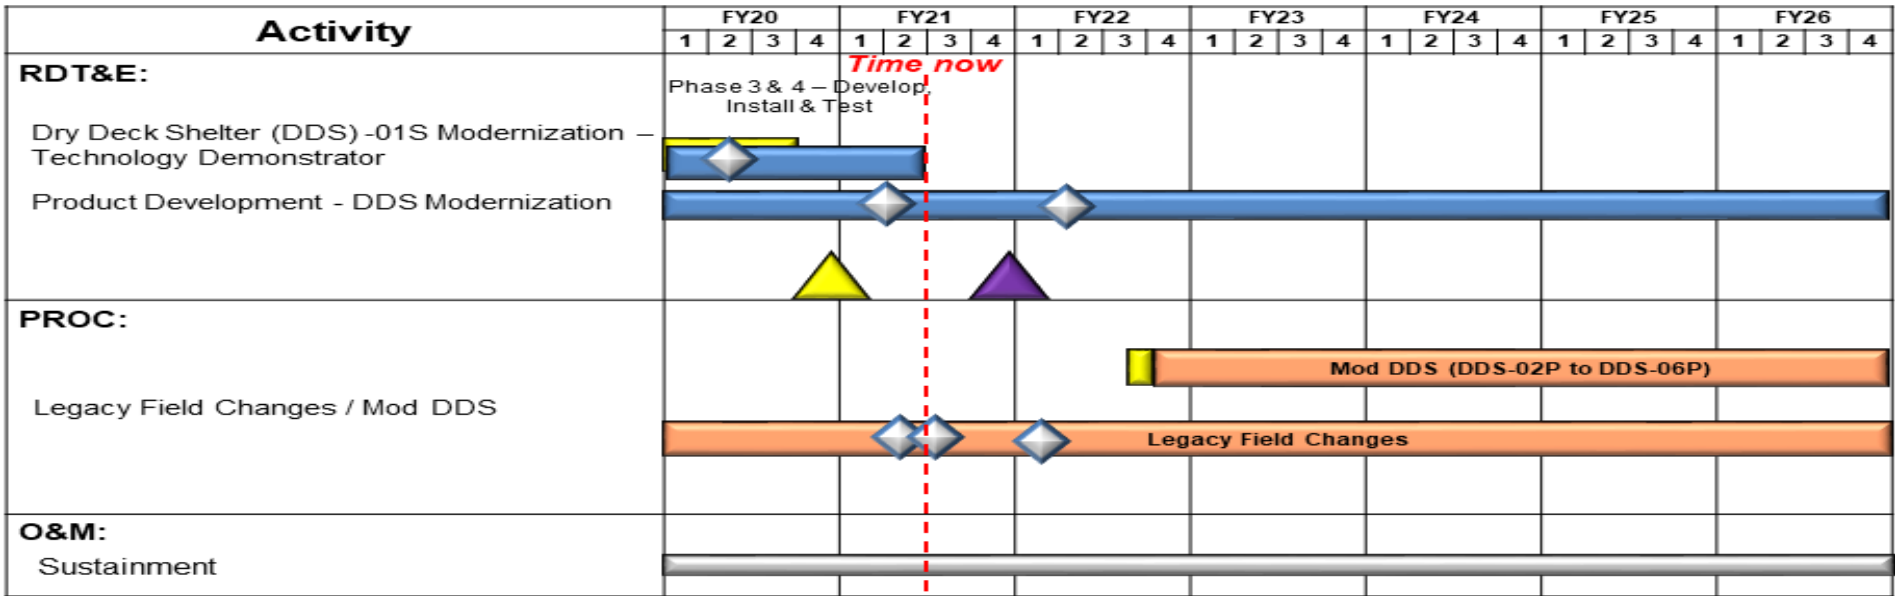 Activity
FY20 FY21 FY22 FY23 FY24 FY25 FY26
1 2 3 4 1 2 3 4 1 2 3 4 1 2 3 4 1 2 3 4 1 2 3 4 1 2 3 4
Time now
RDT&E:
Phase 3 & 4 – Develop,
Install & Test
Dry Deck Shelter (DDS) -01S Modernization –
Technology Demonstrator
Product Development - DDS Modernization
PROC:
Mod DDS (DDS-02P to DDS-06P)
Legacy Field Changes / Mod DDS
Legacy Field Changes
O&M:
Sustainment